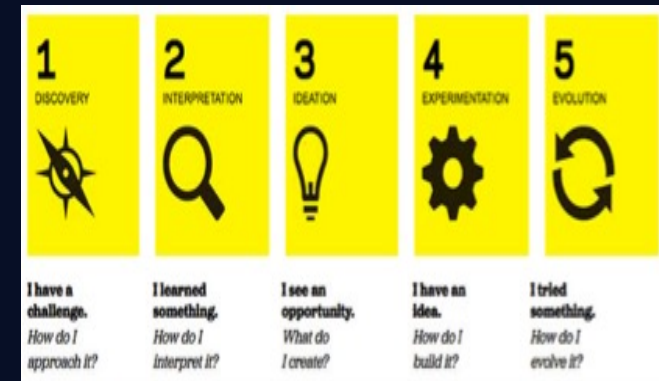 1
DISCOVERY
2
INTERPRETATION
3
IDEATION
4
EXPERIMENTATION
5
EVOLUTION
I have a
challenge.
How do I
approach it?
I learned
something.
How do I
interpret it?
I see an
opportunity.
What do
I create?
I have an
idea.
How do I
build it?
I tried
something.
How do I
evolve it?